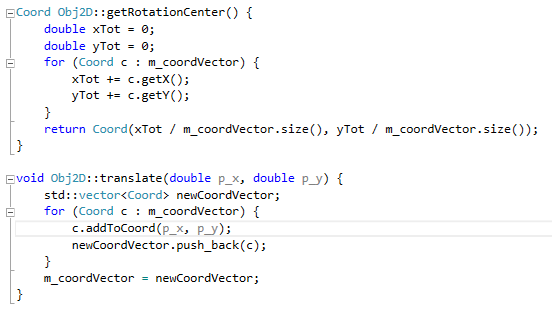 Coord Obj2D::getRotationCenter() {
    double xTot = 0;
    double yTot = 0;
    for (Coord c : m_coordVector) {
        xTot += c.getX();
        yTot += c.getY();
    }
    return Coord(xTot / m_coordVector.size(), yTot / m_coordVector.size());
}

void Obj2D::translate(double p_x, double p_y) {
    std::vector<Coord> newCoordVector;
    for (Coord c : m_coordVector) {
        c.addToCoord(p_x, p_y);
        newCoordVector.push_back(c);
    }
    m_coordVector = newCoordVector;
}